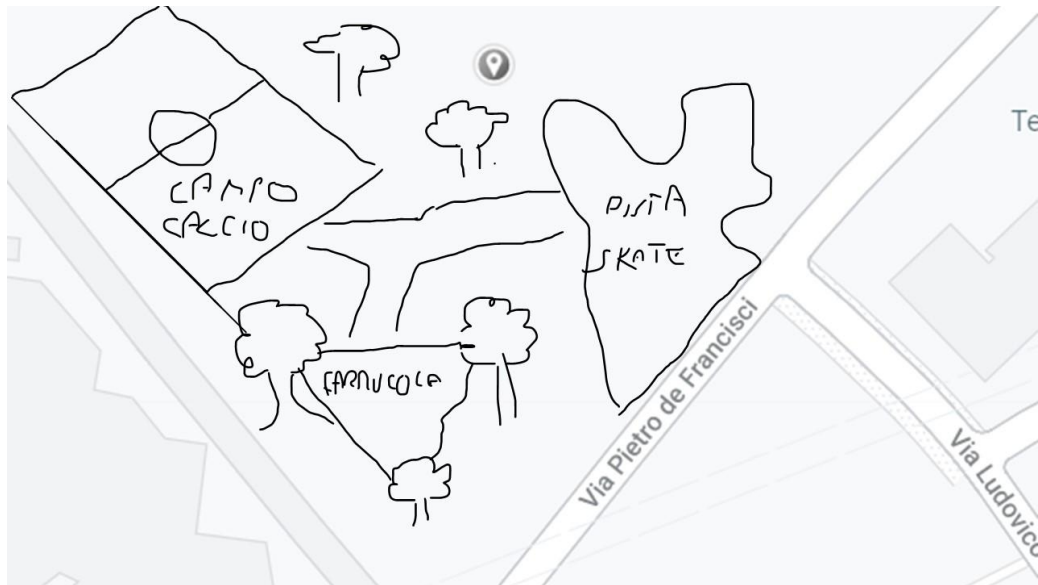 CAMPO
CALCIO
PISTA
SKATE
Te
Via Pietro de Francisci
Via Ludovico